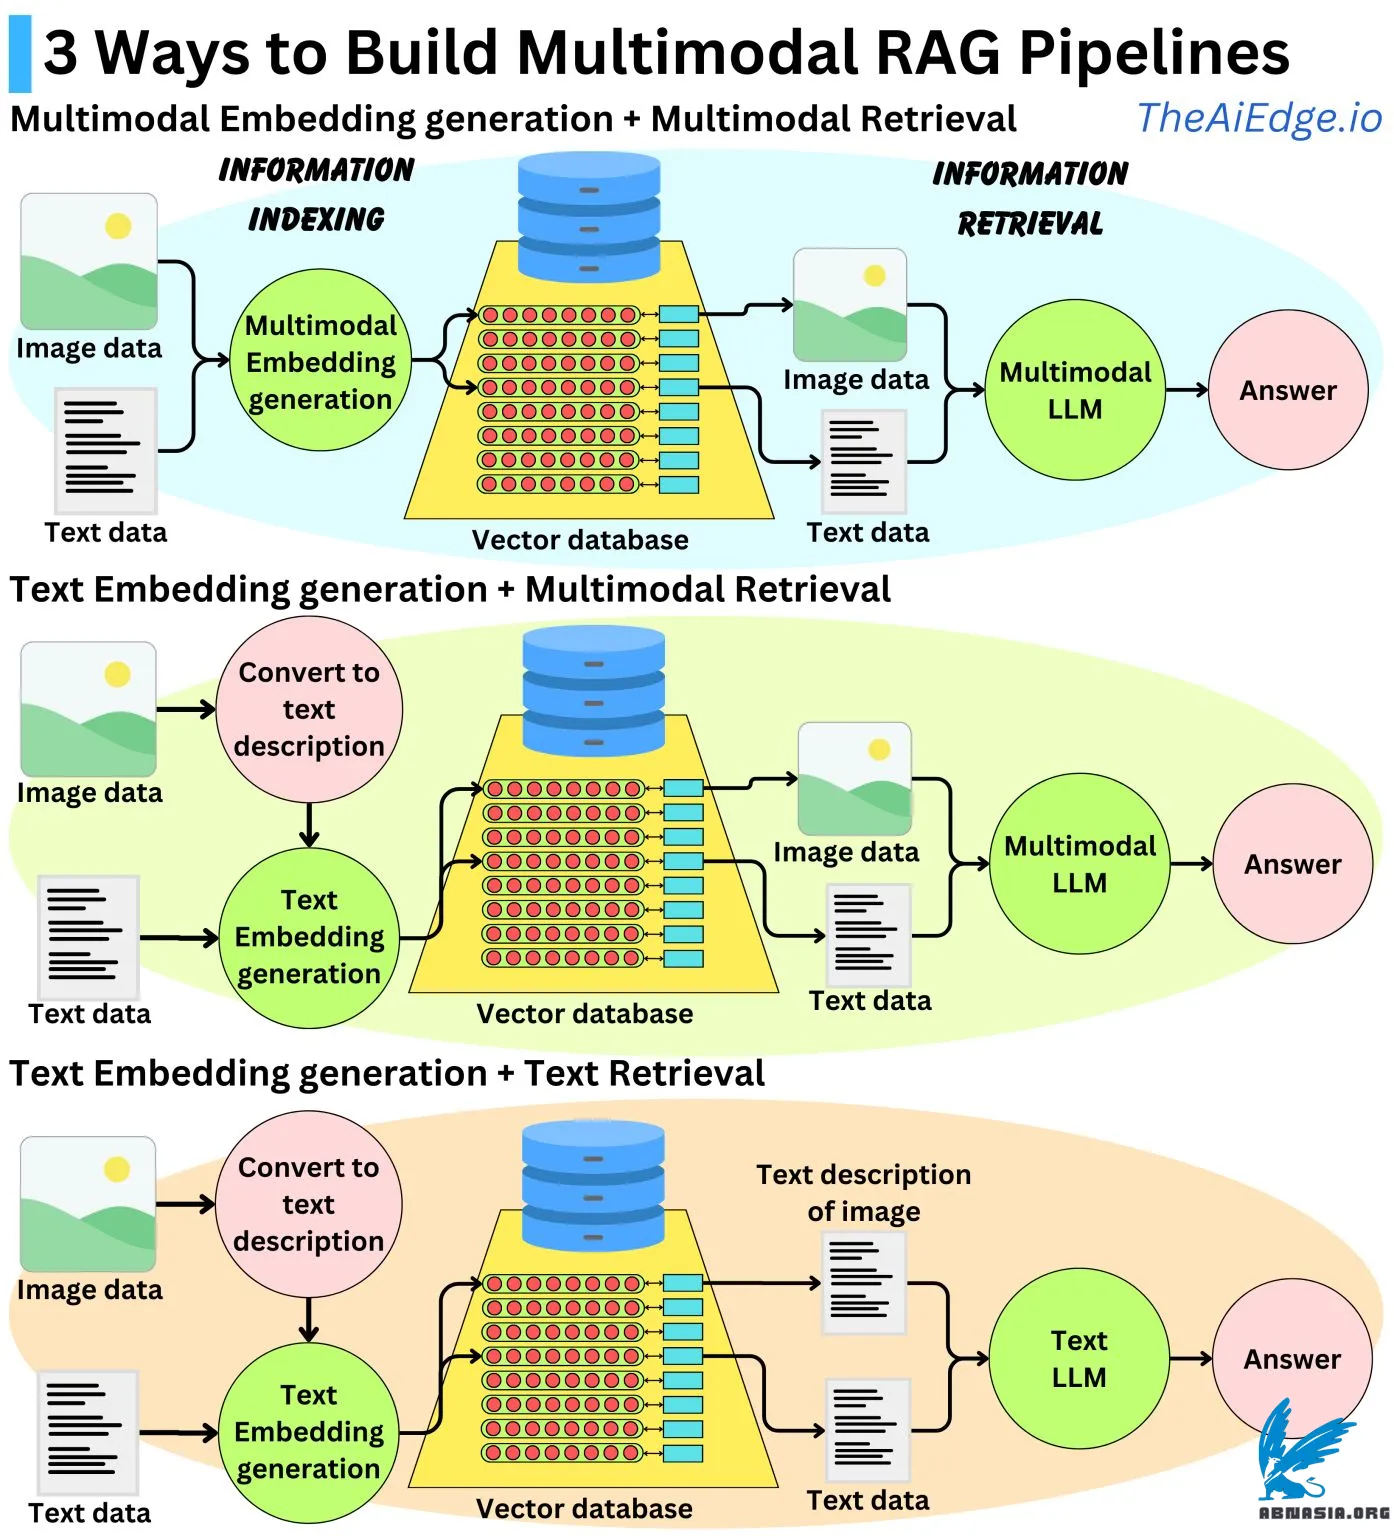 3 Ways to Build Multimodal RAG Pipelines
Multimodal Embedding generation + Multimodal Retrieval
TheAiEdge.io
INFORMATION
INDEXING
INFORMATION
RETRIEVAL
Image data
Text data
Multimodal
Embedding
generation
Vector database
Image data
Text data
Multimodal
LLM
Answer
Text Embedding generation + Multimodal Retrieval
Image data
Convert to
text
description
Text data
Text
Embedding
generation
Vector database
Image data
Text data
Multimodal
LLM
Answer
Text Embedding generation + Text Retrieval
Image data
Convert to
text
description
Text data
Text
Embedding
generation
Vector database
Text description
of image
Text data
Text
LLM
Answer
ABNASIA.ORG